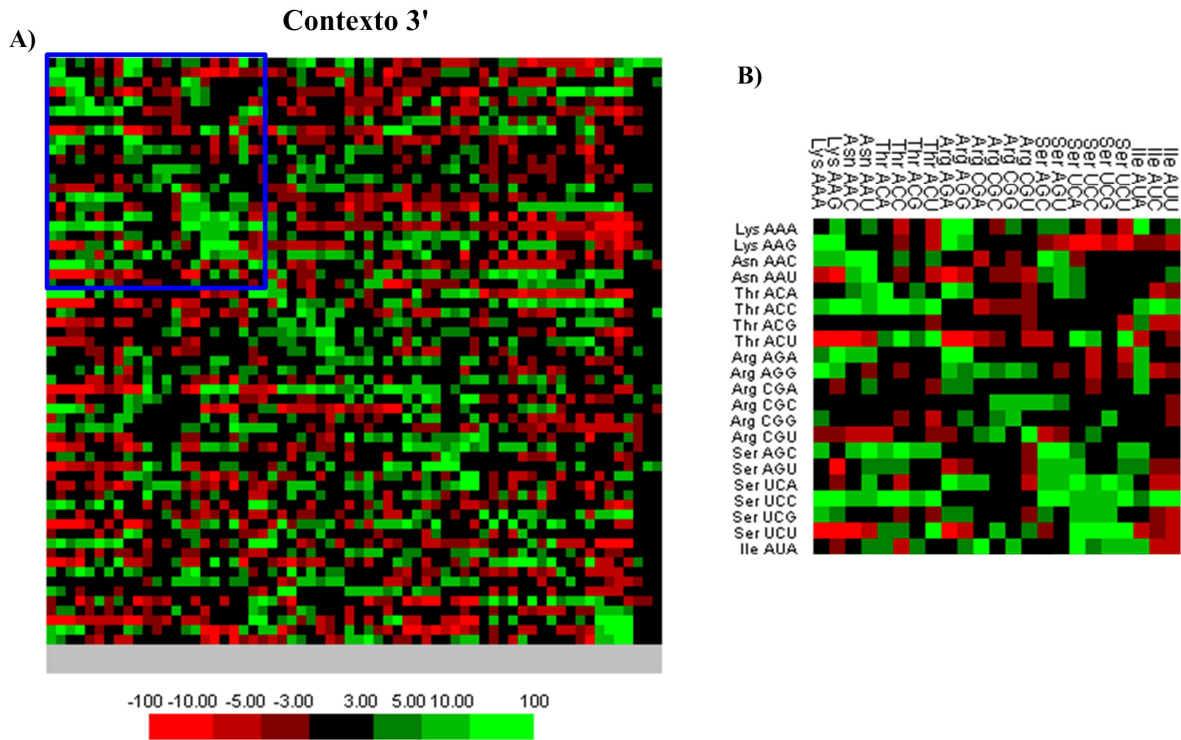 Contexto 3'
A)
B)
Lys AAA
Lys AAG
Asn AAC
Asn AAU
Thr ACA
Thr ACC
Thr ACG
Thr ACU
Arg AGA
Arg AGG
Arg CGA
Arg CGC
Arg CGG
Arg CGU
Ser AGC
Ser AGU
Ser UCA
Ser UCC
Ser UCG
Ser UCU
Ile AUA
Ile AUC
Ile AUU
Lys AAA
Lys AAG
Asn AAC
Asn AAU
Thr ACA
Thr ACC
Thr ACG
Thr ACU
Arg AGA
Arg AGG
Arg CGA
Arg CGC
Arg CGG
Arg CGU
Ser AGC
Ser AGU
Ser UCA
Ser UCC
Ser UCG
Ser UCU
Ile AUA
-100 -10.00 -5.00 -3.00 3.00 5.00 10.00 100